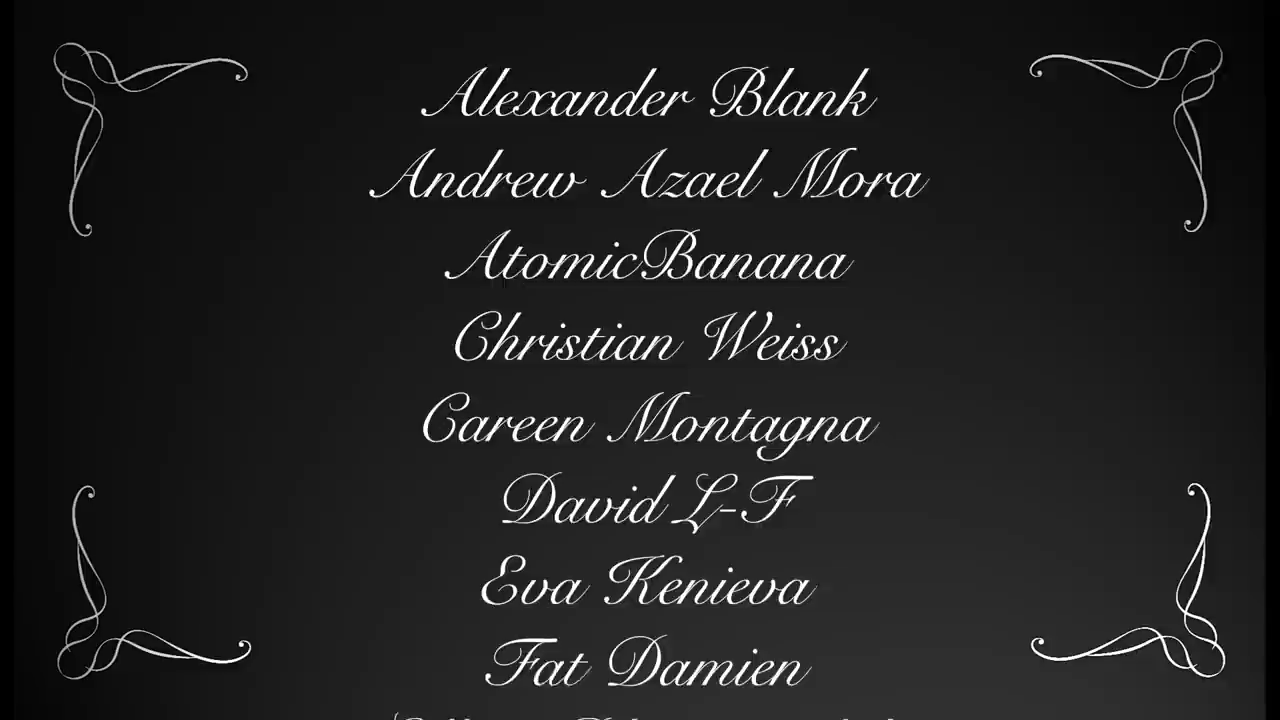 Alexander Blank
Andrew Azael Mora
AtomicBanana
Christian Weiss
Careen Montagna
David L-F
Eva Kenieva
Fat Damien